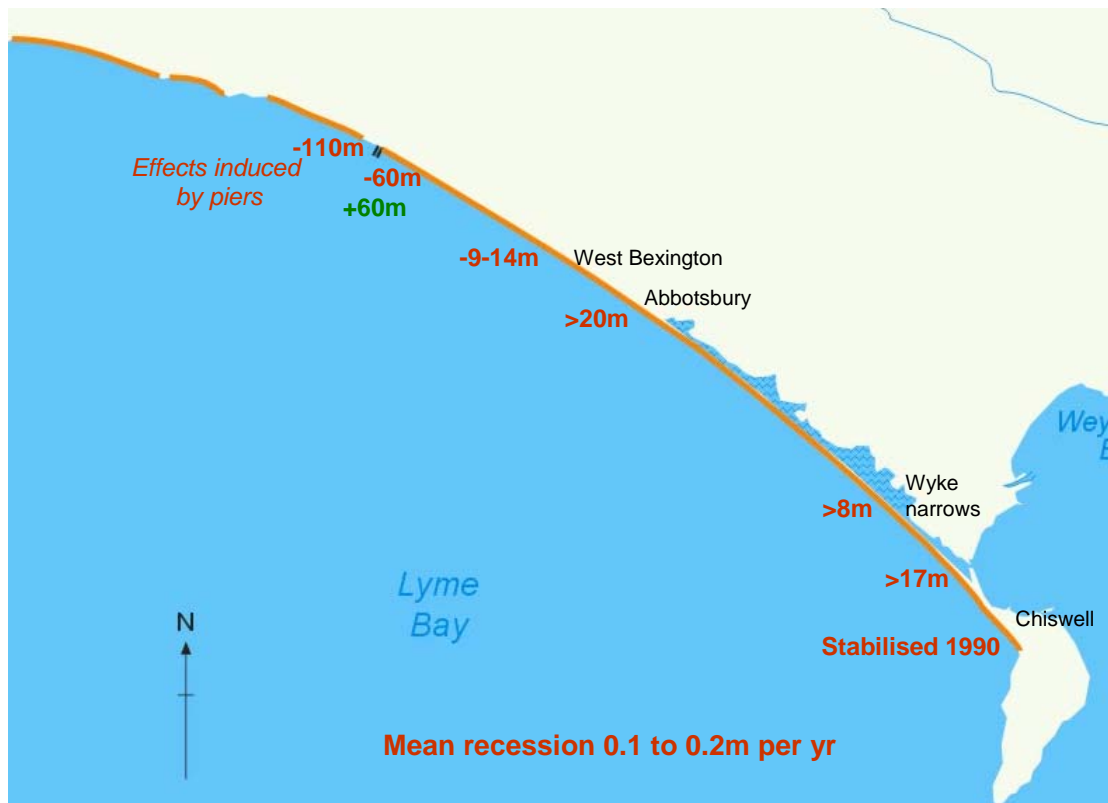 -110m
Effects induced
by piers
-60m
+60m
-9-14m
West Bexington
Abbotsbury
>20m
Wey
Wyke
narrows
>8m
>17m
Lyme
Bay
N
Chiswell
Stabilised 1990
Mean recession 0.1 to 0.2m per yr